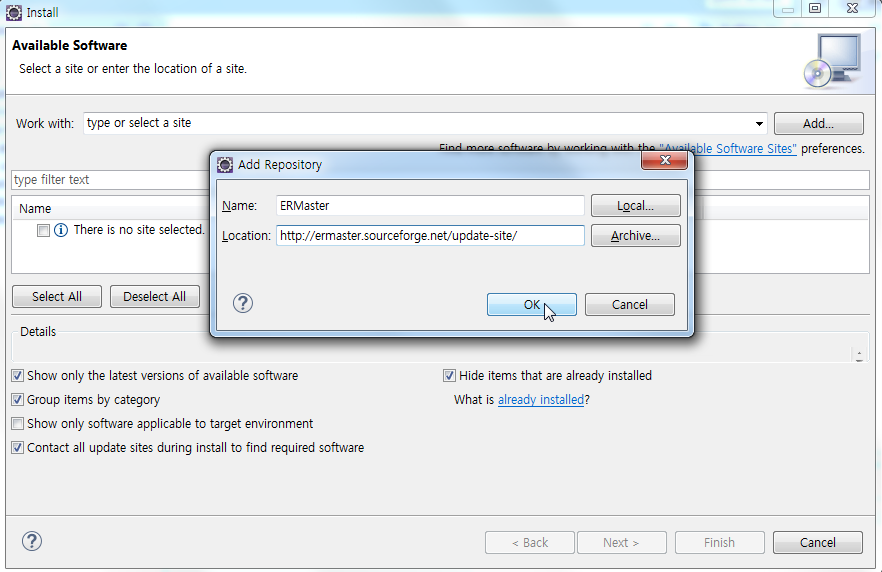 Install
Available Software
Select a site or enter the location of a site.
Work with: type or select a site Add...
Find more software by working with the "Available Software Sites" preferences.
type filter text
Name
There is no site selected.
Add Repository
Name: ERMaster Local...
Location: http://ermaster.sourceforge.net/update-site/ Archive...
OK Cancel
Select All Deselect All
Details
Show only the latest versions of available software Hide items that are already installed
Group items by category What is already installed?
Show only software applicable to target environment
Contact all update sites during install to find required software
< Back Next > Finish Cancel